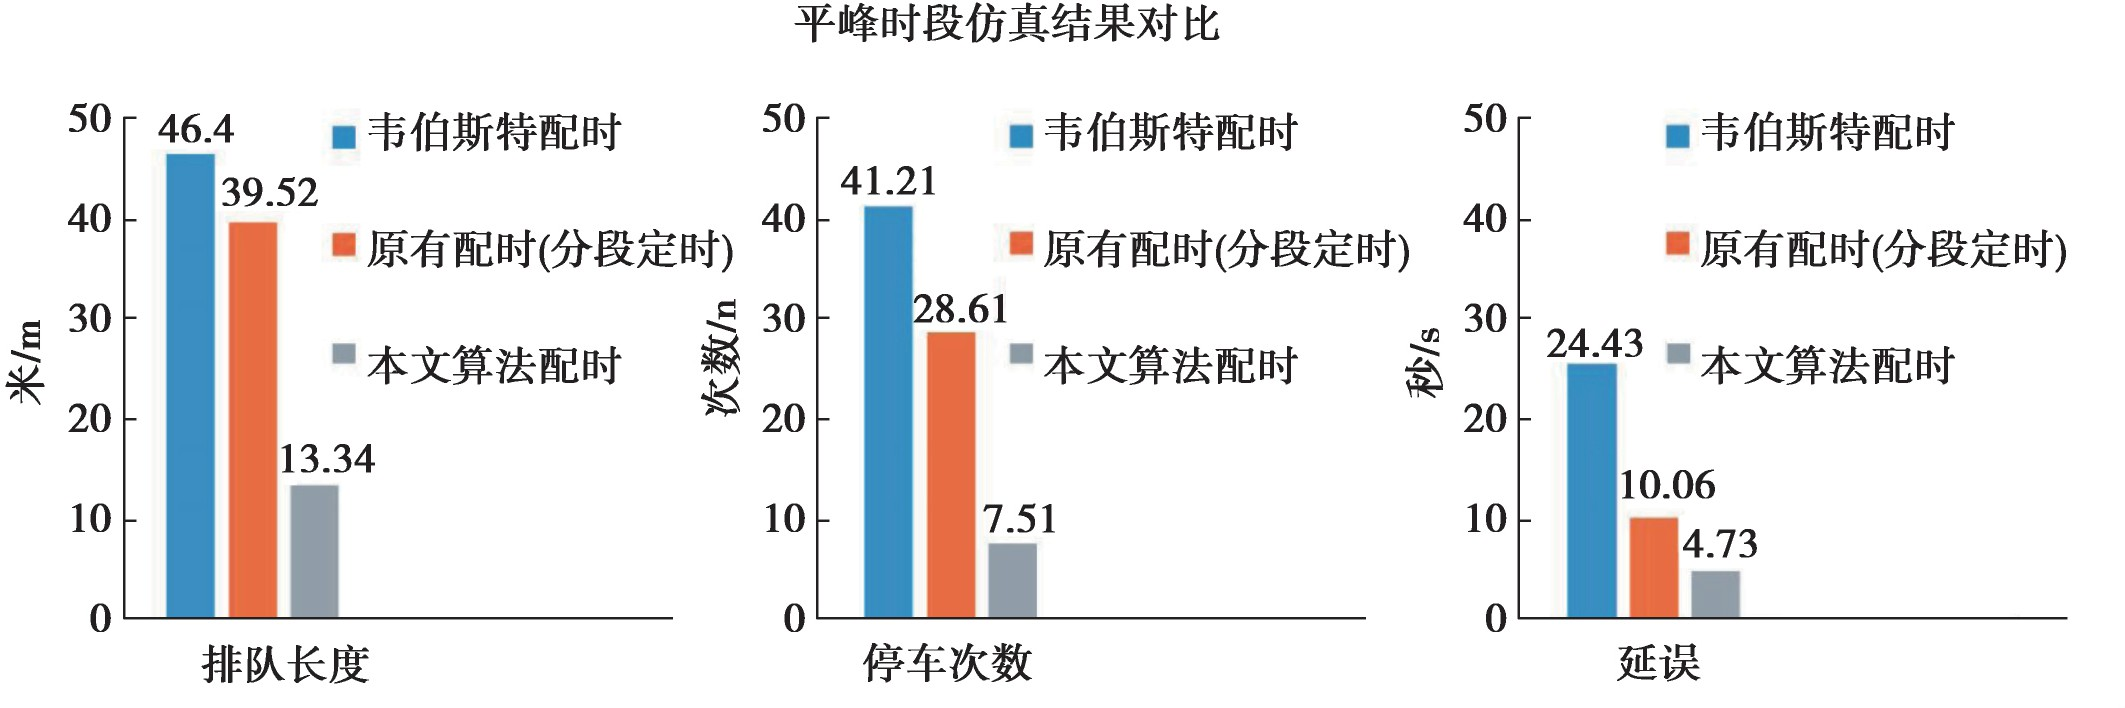 平峰时段仿真结果对比
米/m
50
40
30
20
10
0
46.4
39.52
13.34
韦伯斯特配时
原有配时(分段定时)
本文算法配时
排队长度
次数/n
50
40
30
20
10
0
41.21
28.61
7.51
韦伯斯特配时
原有配时(分段定时)
本文算法配时
停车次数
秒/s
50
40
30
20
10
0
24.43
10.06
4.73
韦伯斯特配时
原有配时(分段定时)
本文算法配时
延误